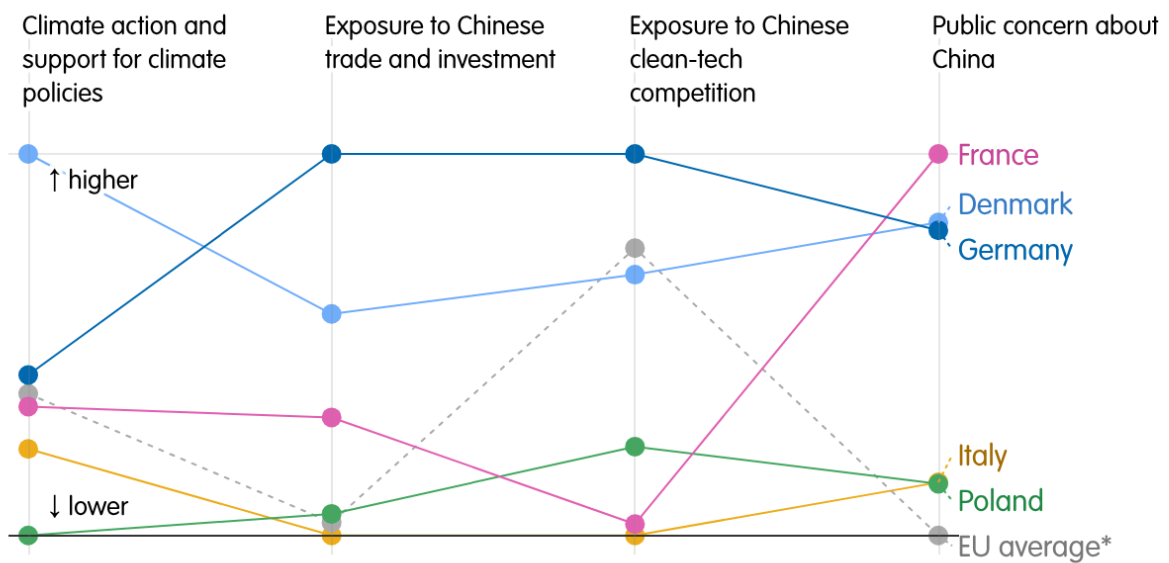 Climate action and
support for climate
policies
Exposure to Chinese
trade and investment
Exposure to Chinese
clean-tech
competition
Public concern about
China
↑ higher
↓ lower
France
Denmark
Germany
Italy
Poland
EU average*